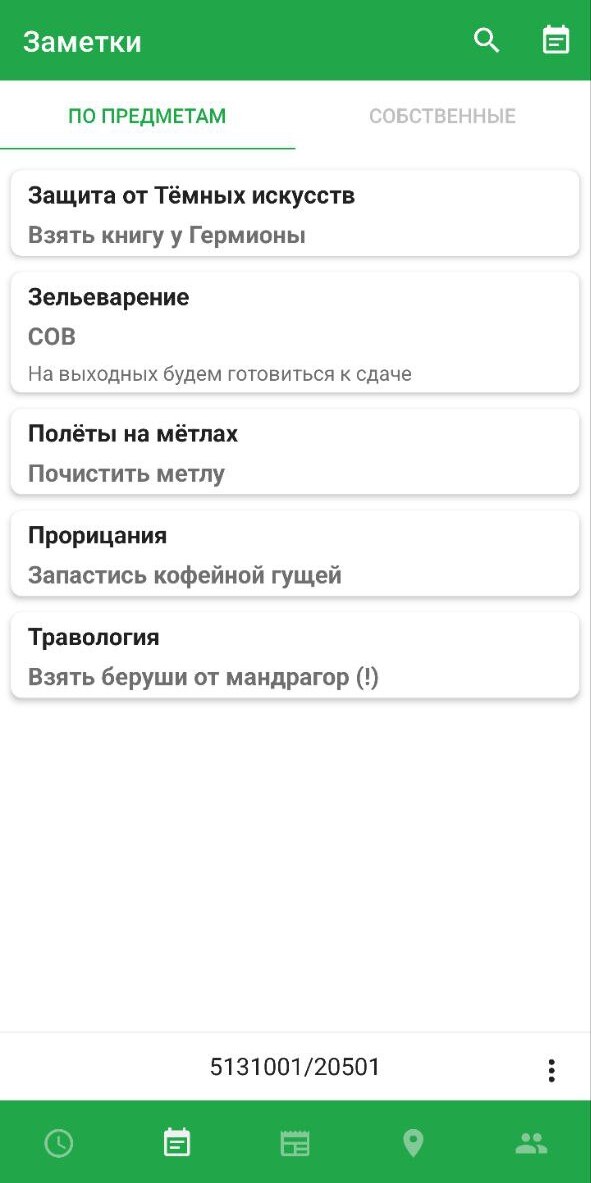 Заметки
ПО ПРЕДМЕТАМ
СОБСТВЕННЫЕ
Защита от Тёмных искусств
Взять книгу у Гермионы
Зельеварение
СОВ
На выходных будем готовиться к сдаче
Полёты на мётлах
Почистить метлу
Прорицания
Запастись кофейной гущей
Травология
Взять беруши от мандрагор (!)
5131001/20501